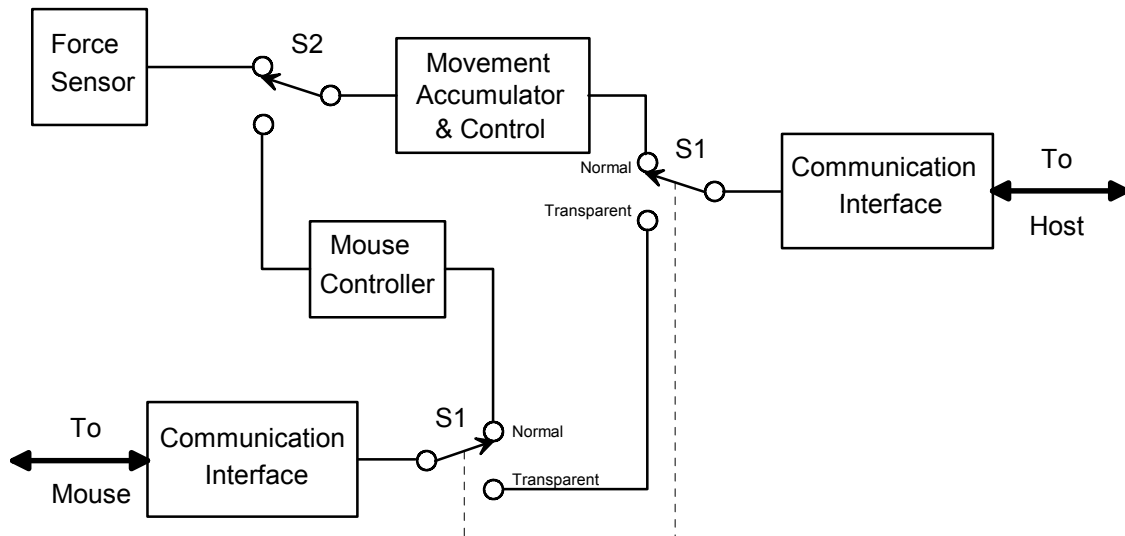 Force
Sensor
S2
Movement
Accumulator
& Control
Normal
S1
Transparent
Communication
Interface
To
Host
Mouse
Controller
To
Mouse
Communication
Interface
S1
Normal
Transparent